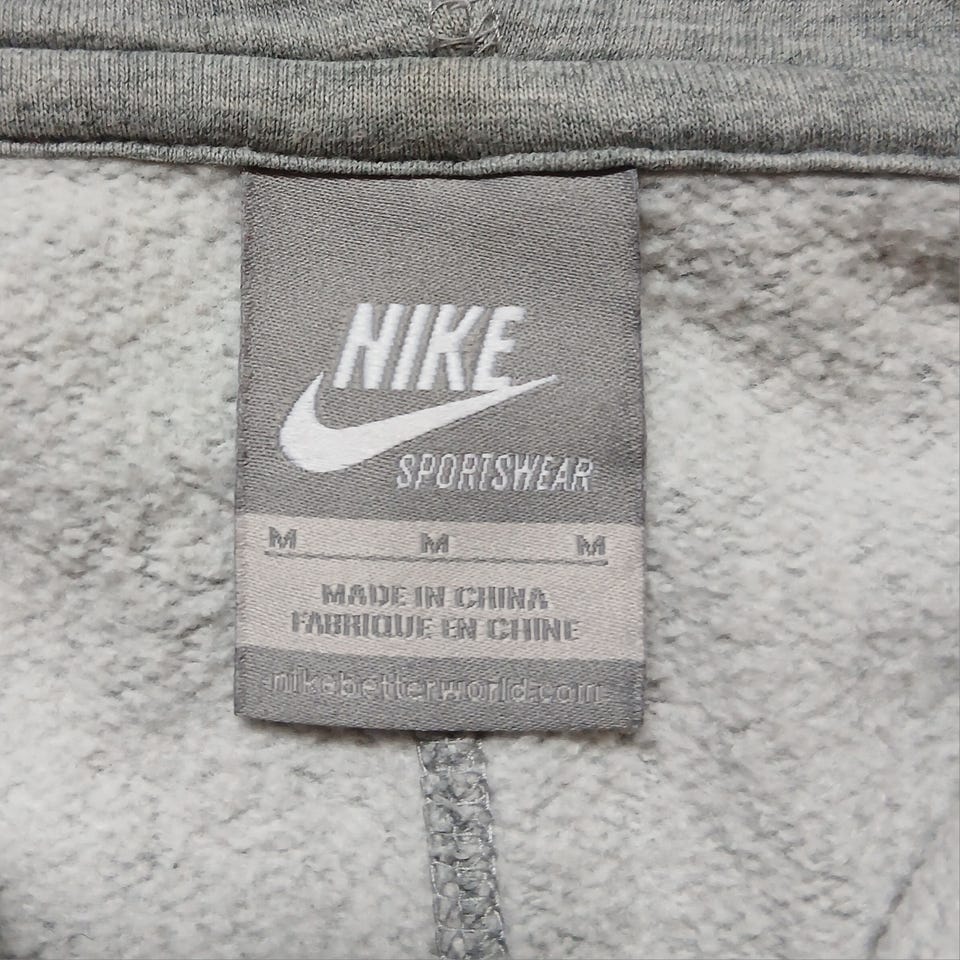 NIKE
SPORTSWEAR
M M M
MADE IN CHINA
FABRIQUE EN CHINE
nikebetterworld.com